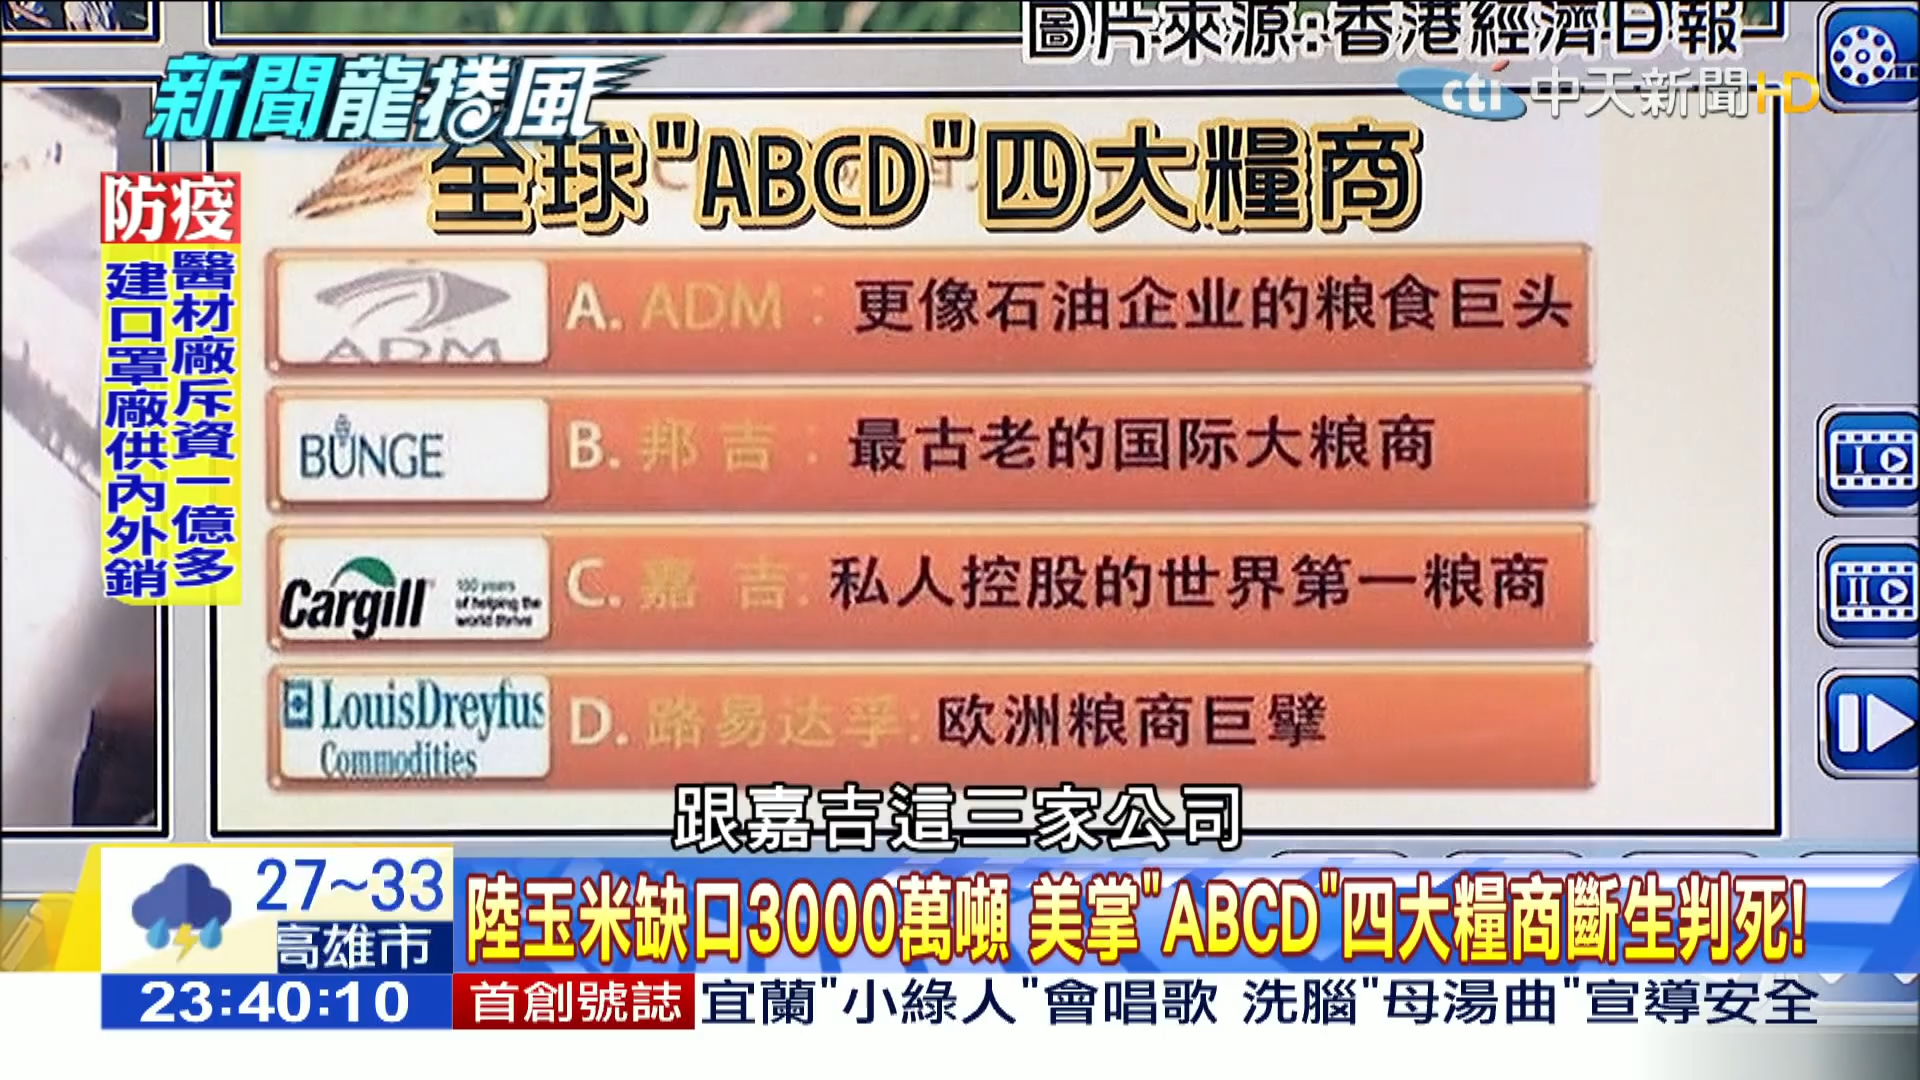 圖片來源:香港經濟日報
新聞龍捲風
cti 中天新聞HD
全球"ABCD"四大糧商
防疫
醫材廠斥資一億多
建口罩廠供內外銷
ADM
A. ADM：更像石油企业的粮食巨头
BUNGE
B. 邦吉：最古老的国际大粮商
Cargill
150 years
of helping the
world thrive
C. 嘉吉:私人控股的世界第一粮商
LouisDreyfus
Commodities
D. 路易达孚:欧洲粮商巨擘
跟嘉吉這三家公司
27~33
高雄市
陸玉米缺口3000萬噸 美掌"ABCD"四大糧商斷生判死!
23:40:10
首創號誌
宜蘭"小綠人"會唱歌 洗腦"母湯曲"宣導安全
I
II